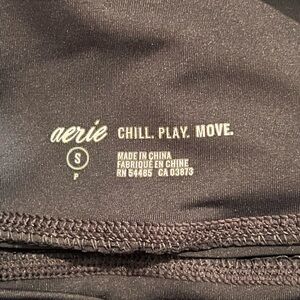 aerie CHILL. PLAY. MOVE.
S
P
MADE IN CHINA
FABRIQUÉ EN CHINE
RN 54485 CA 03873